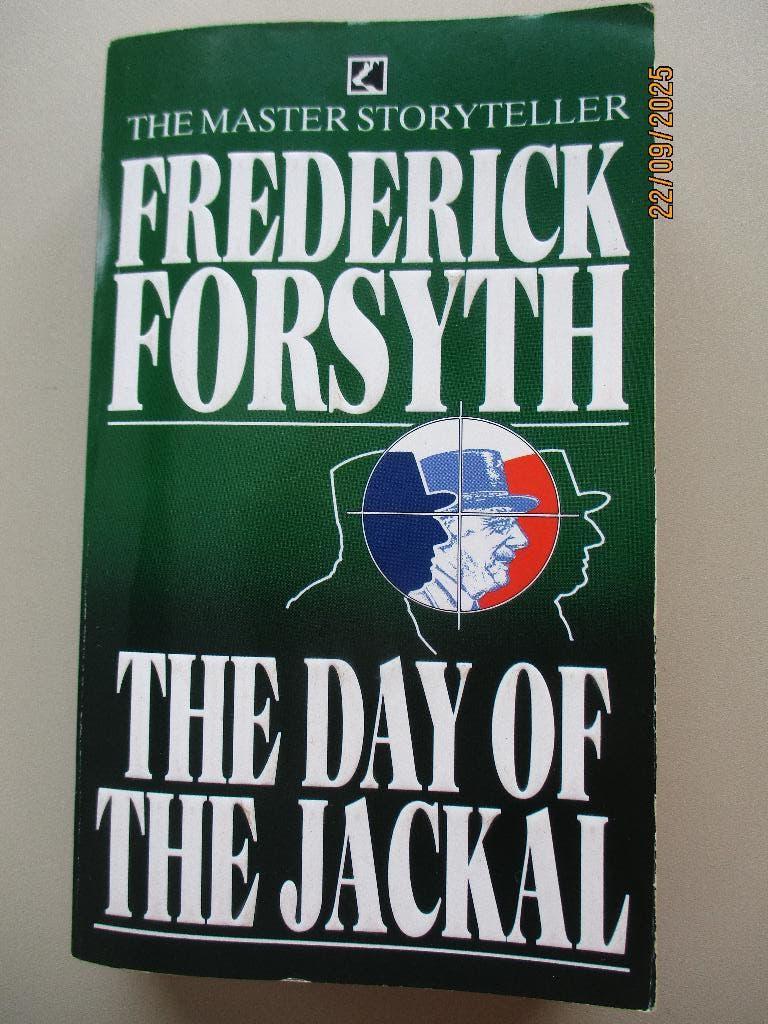 THE MASTER STORYTELLER
FREDERICK
FORSYTH
THE DAY OF
THE JACKAL
22/09/2025